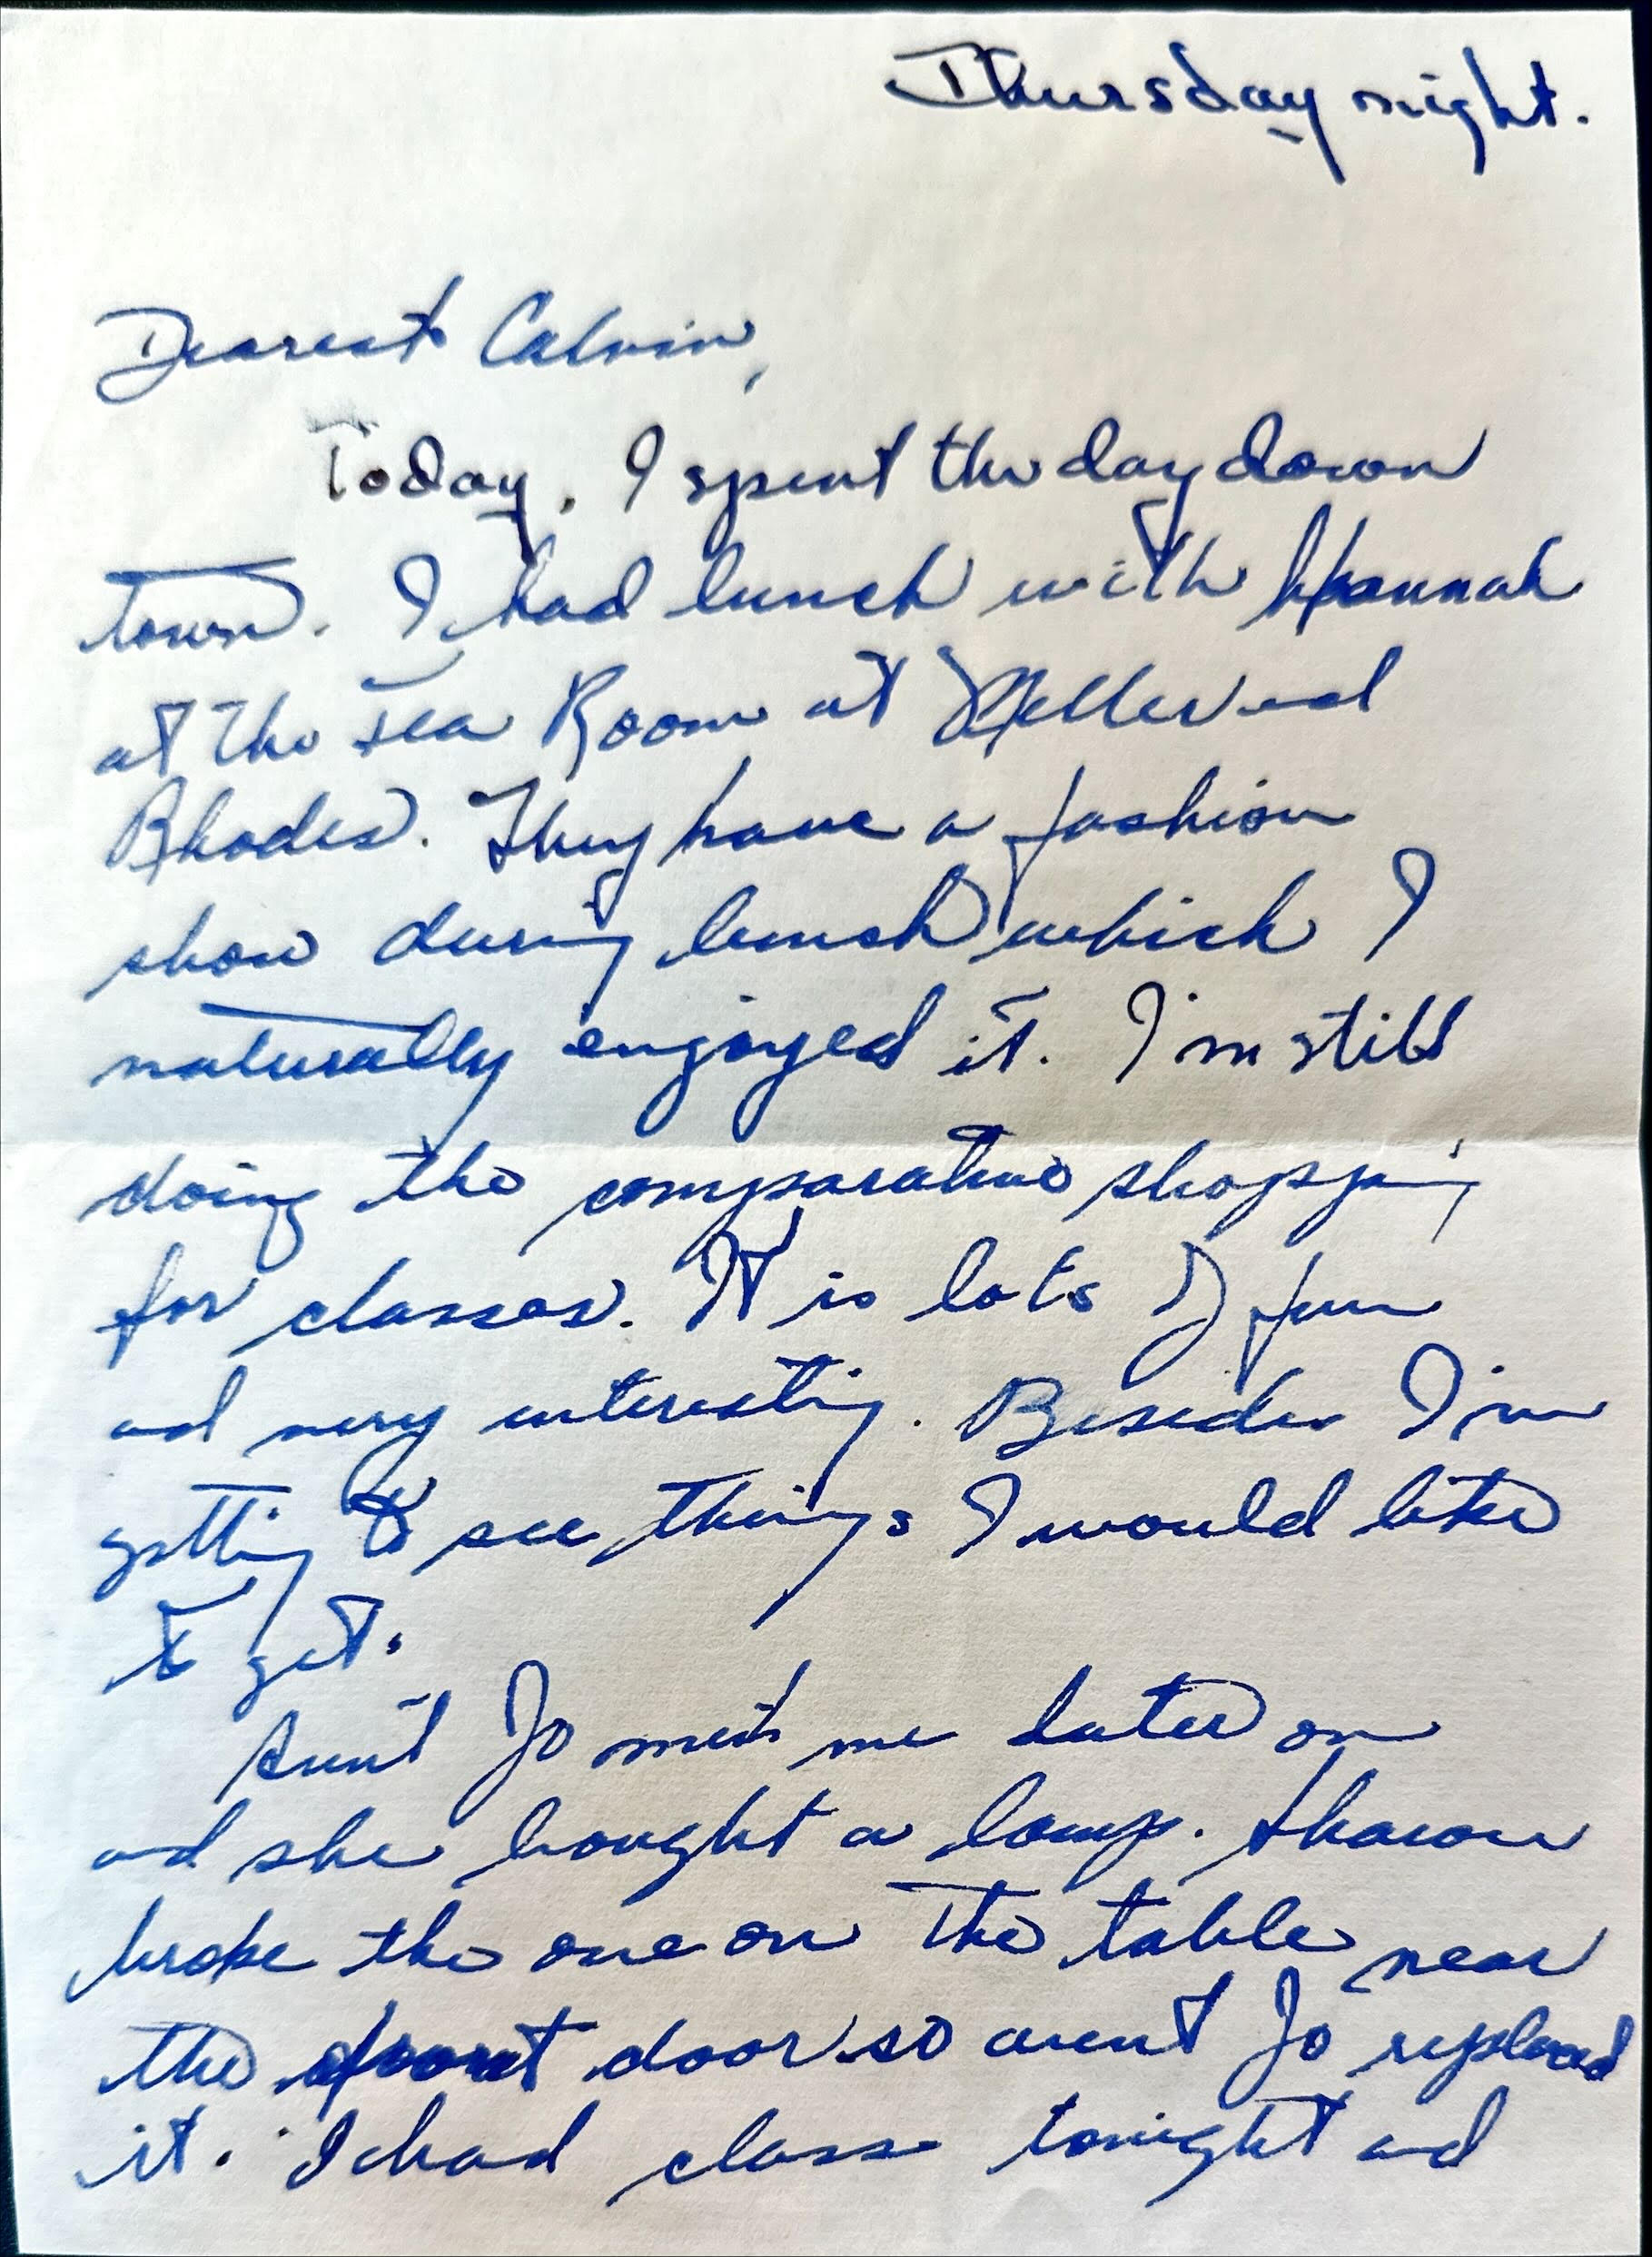 Thursday night.
Dearest Calvin,
Today. I spent the day down
town. I had lunch with Hannah
at the Tea Room at Miller and
Rhodes. They have a fashion
show during lunch which I
naturally enjoyed it. I'm still
doing the comparative shopping
for classes. It is lots of fun
and very interesting. Besides I'm
getting to see things I would like
to get.
Aunt Jo met me later on
and she bought a lamp. Sharon
broke the one on the table near
the front door so aunt Jo replaced
it. I had class tonight and